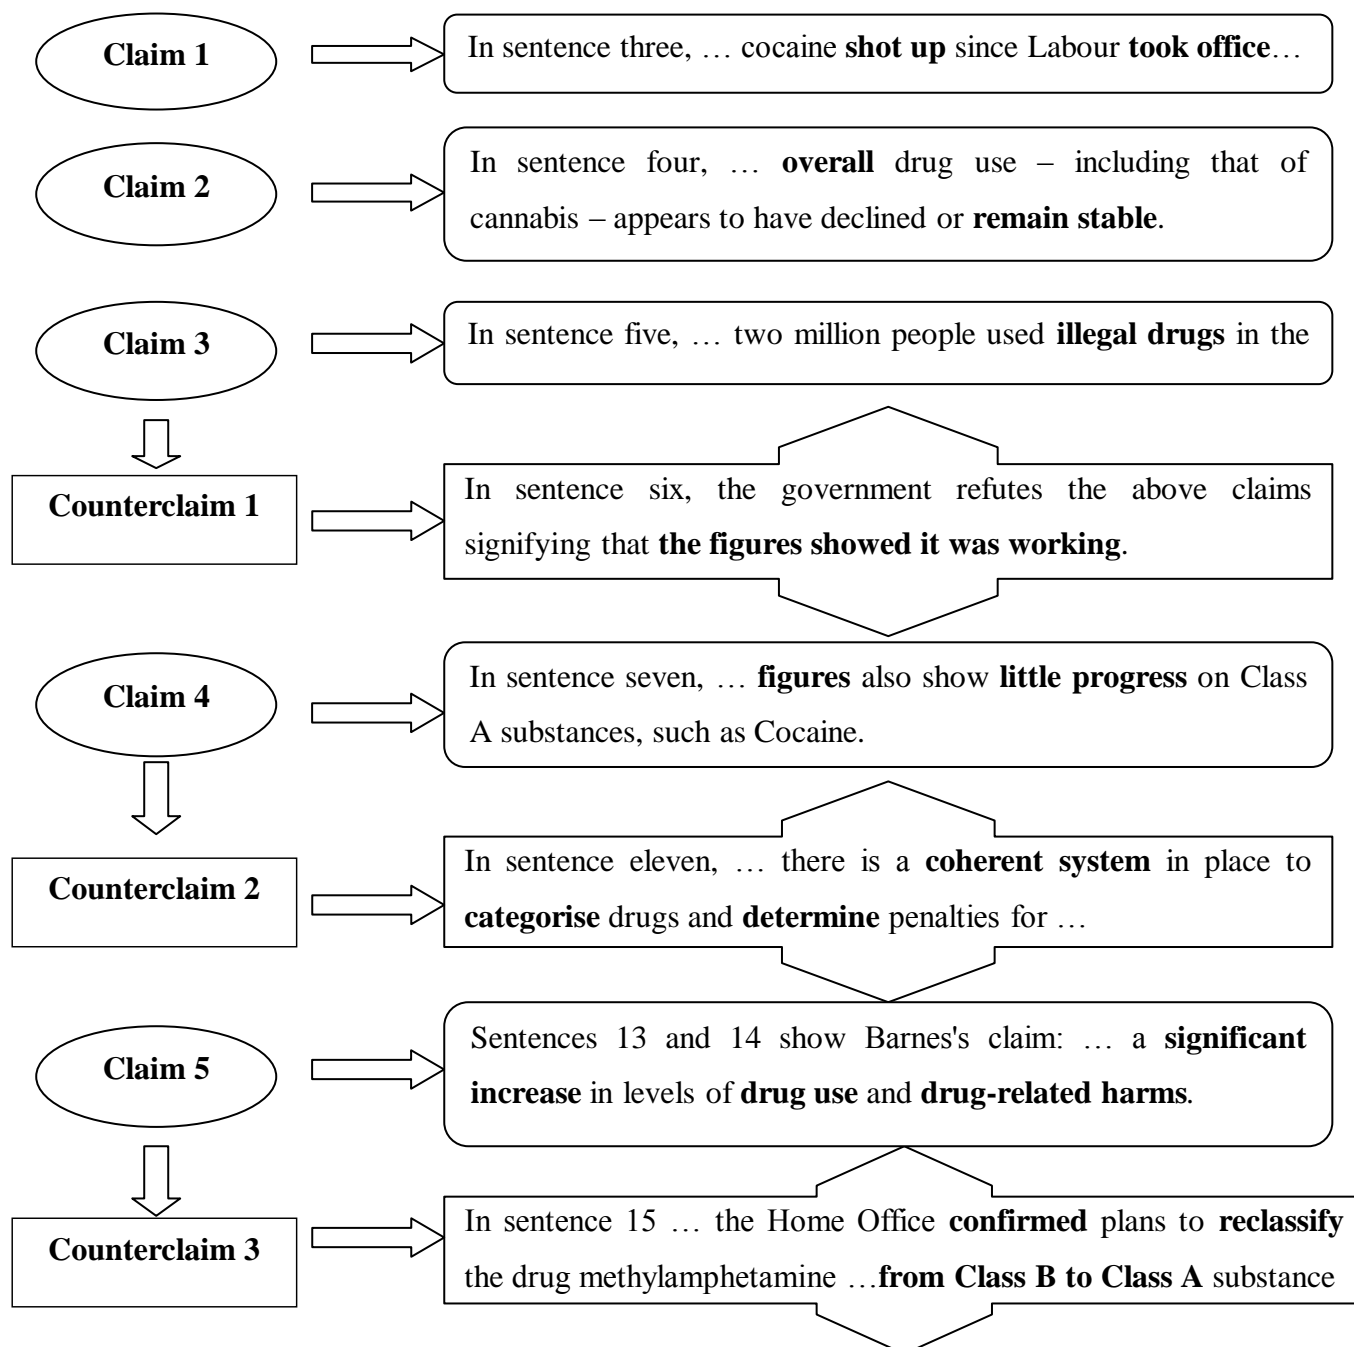 Claim 1
In sentence three, … cocaine shot up since Labour took office…
Claim 2
In sentence four, … overall drug use – including that of
cannabis – appears to have declined or remain stable.
Claim 3
In sentence five, … two million people used illegal drugs in the
Counterclaim 1
In sentence six, the government refutes the above claims
signifying that the figures showed it was working.
Claim 4
In sentence seven, … figures also show little progress on Class
A substances, such as Cocaine.
Counterclaim 2
In sentence eleven, … there is a coherent system in place to
categorise drugs and determine penalties for …
Claim 5
Sentences 13 and 14 show Barnes's claim: … a significant
increase in levels of drug use and drug-related harms.
Counterclaim 3
In sentence 15 … the Home Office confirmed plans to reclassify
the drug methylamphetamine …from Class B to Class A substance